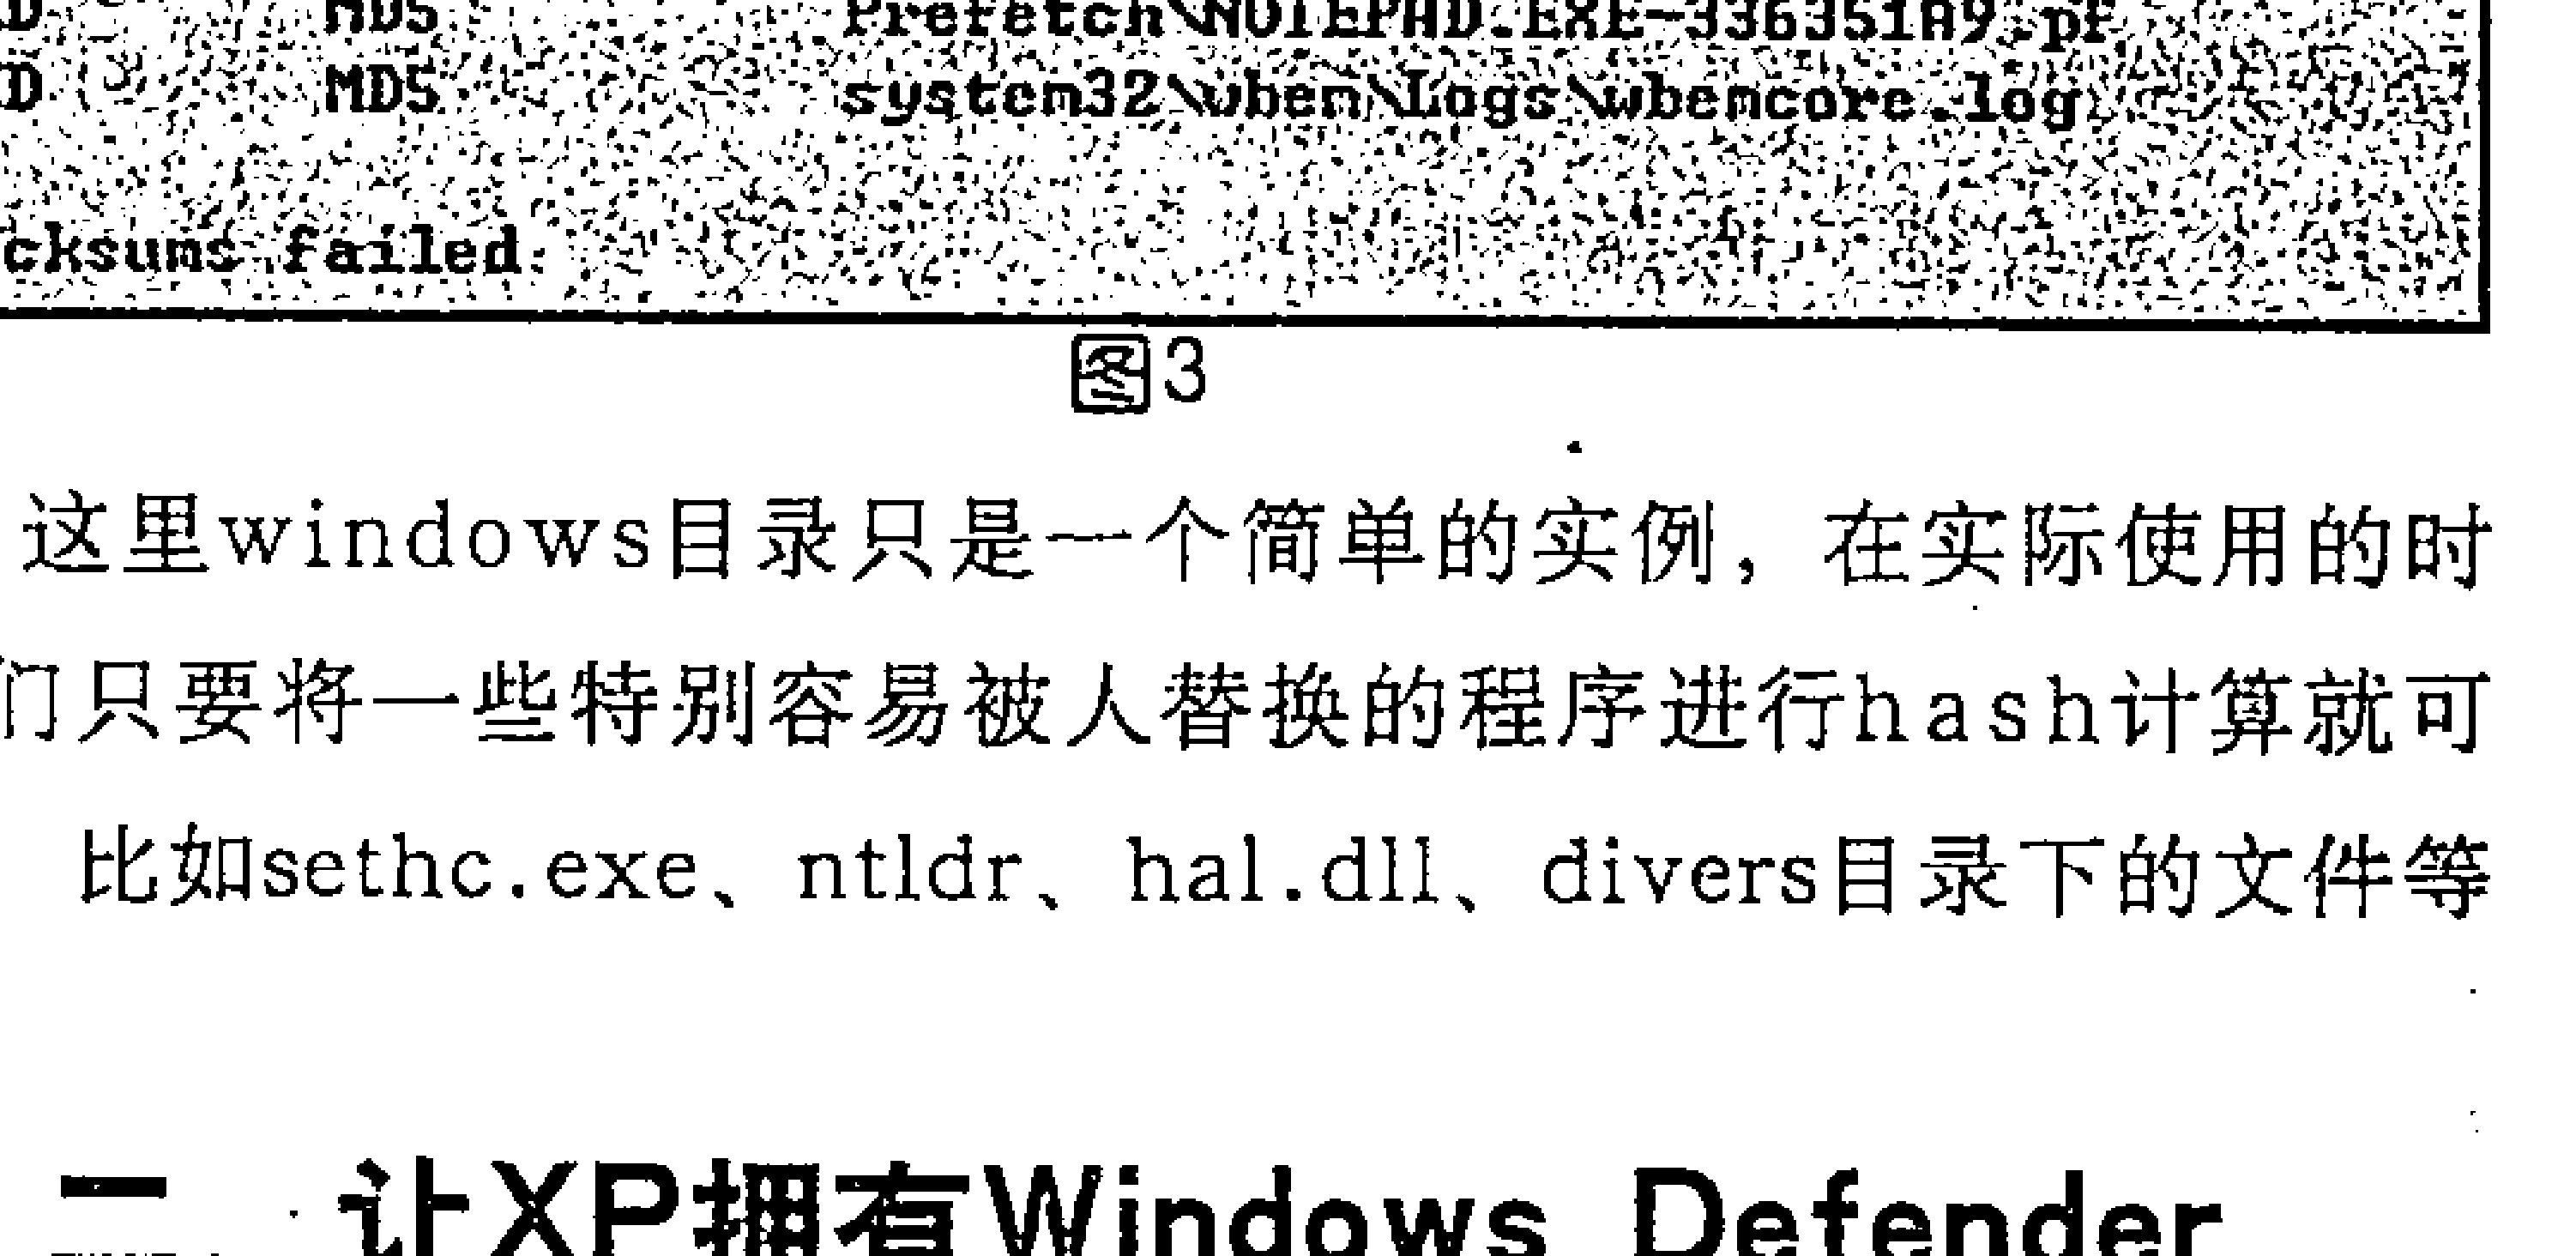 D MD5 Prefetch\NOTEPAD.EXE-336351A9.pf
D MD5 system32\wbem\Logs\wbemcore.log
cksums failed
图3
这里windows目录只是一个简单的实例，在实际使用的时
们只要将一些特别容易被人替换的程序进行hash计算就可
比如sethc.exe、ntldr、hal.dll、divers目录下的文件等
让XP拥有Windows Defender